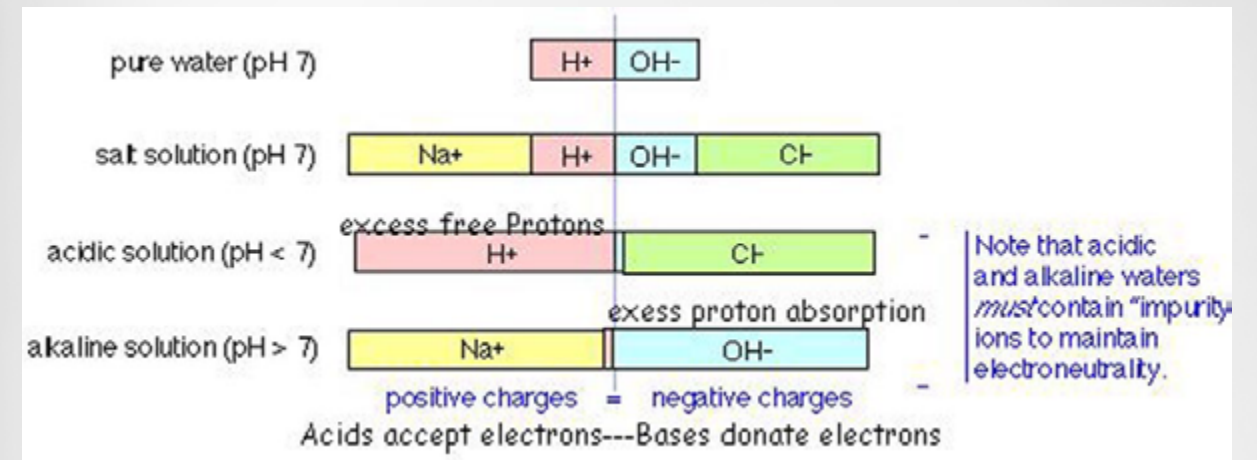 pure water (pH 7)
H+ OH-
salt solution (pH 7)
Na+ H+ OH- Cl-
excess free Protons
acidic solution (pH < 7)
H+ Cl-
exess proton absorption
alkaline solution (pH > 7)
Na+ OH-
positive charges = negative charges
Acids accept electrons---Bases donate electrons
Note that acidic
and alkaline waters
must contain "impurity-
ions to maintain
electroneutrality.